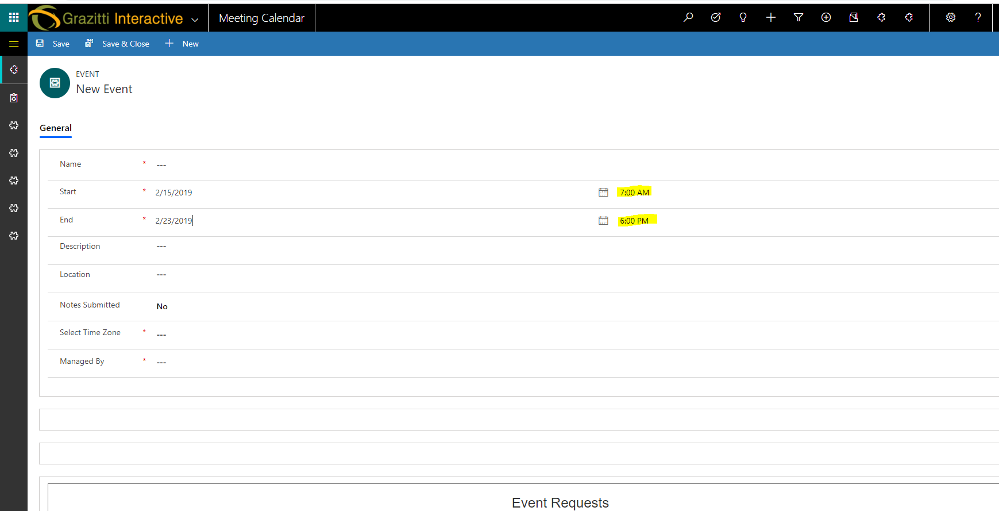 Grazitti Interactive
Meeting Calendar
?
Save
Save & Close
New
EVENT
New Event
General
Name * ---
Start * 2/15/2019 7:00 AM
End * 2/23/2019 6:00 PM
Description ---
Location ---
Notes Submitted No
Select Time Zone * ---
Managed By * ---
Event Requests